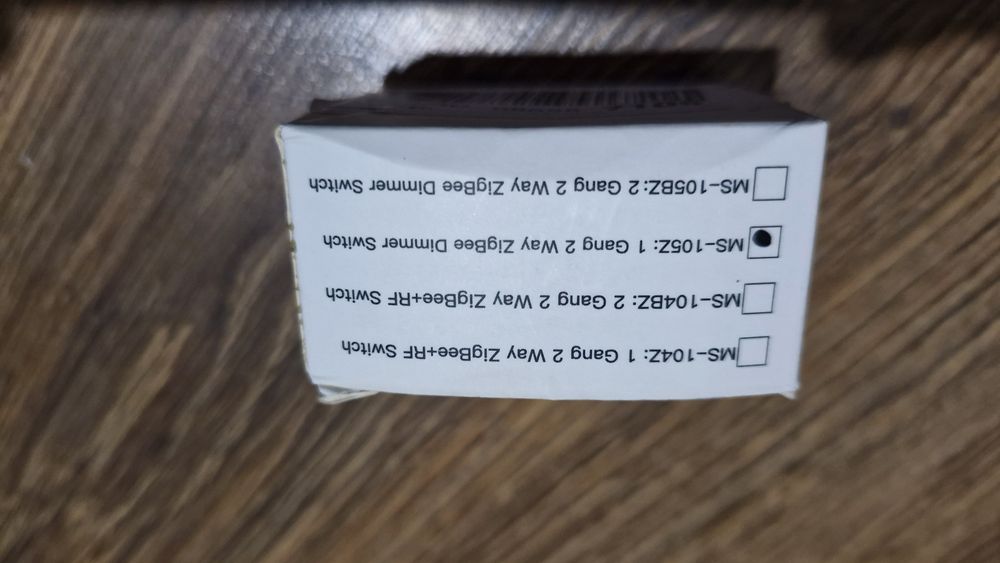 MS-104Z: 1 Gang 2 Way ZigBee+RF Switch
MS-104BZ: 2 Gang 2 Way ZigBee+RF Switch
MS-105Z: 1 Gang 2 Way ZigBee Dimmer Switch
MS-105BZ: 2 Gang 2 Way ZigBee Dimmer Switch